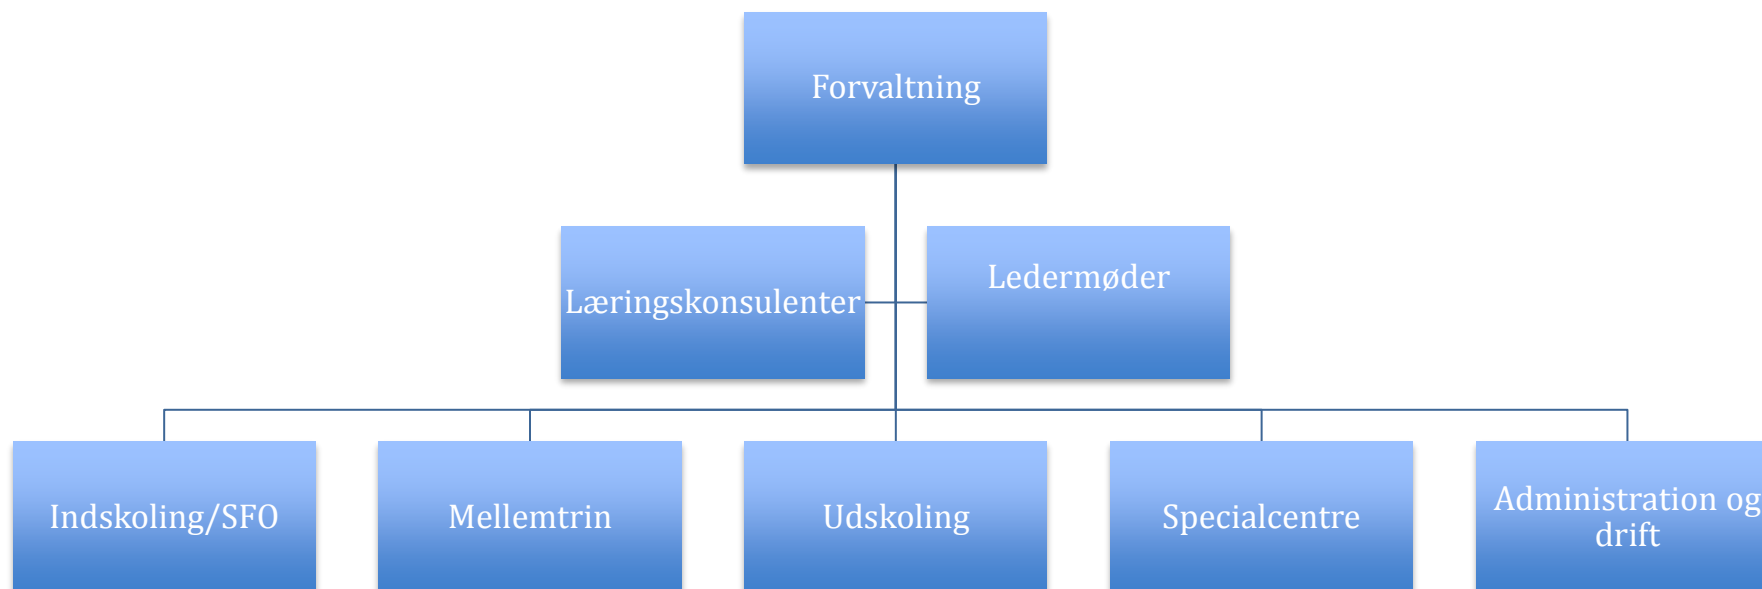 Forvaltning
Læringskonsulenter
Ledermøder
Indskoling/SFO
Mellemtrin
Udskoling
Specialcentre
Administration og
drift